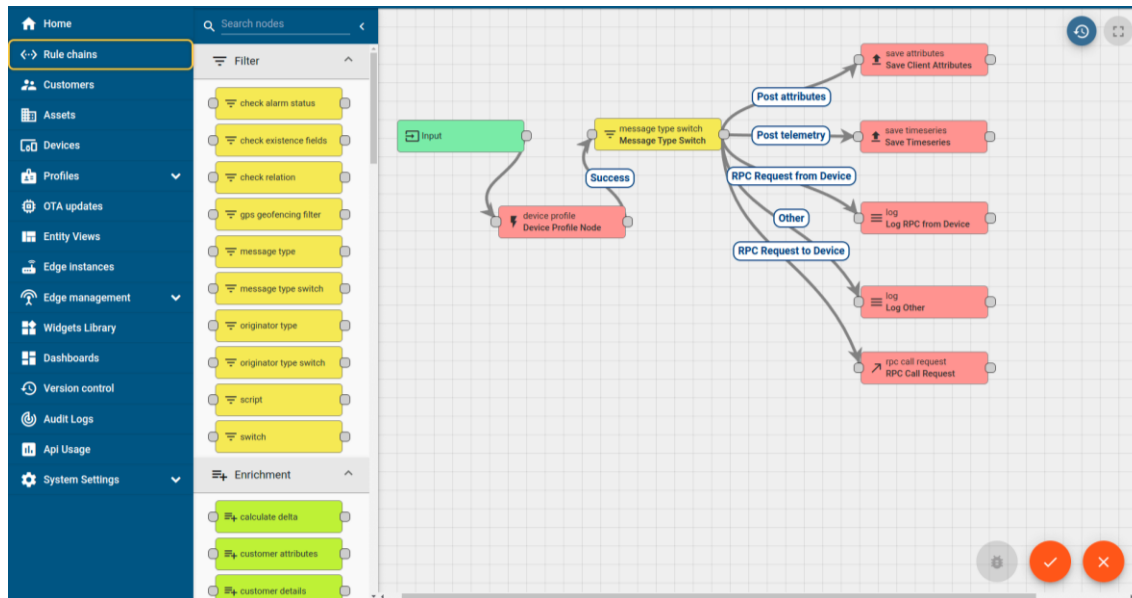 Home
Rule chains
Customers
Assets
Devices
Profiles
OTA updates
Entity Views
Edge instances
Edge management
Widgets Library
Dashboards
Version control
Audit Logs
Api Usage
System Settings
Search nodes
Filter
check alarm status
check existence fields
check relation
gps geofencing filter
message type
message type switch
originator type
originator type switch
script
switch
Enrichment
calculate delta
customer attributes
customer details
Input
device profile
Device Profile Node
Success
message type switch
Message Type Switch
Post attributes
Post telemetry
RPC Request from Device
Other
RPC Request to Device
save attributes
Save Client Attributes
save timeseries
Save Timeseries
log
Log RPC from Device
log
Log Other
rpc call request
RPC Call Request